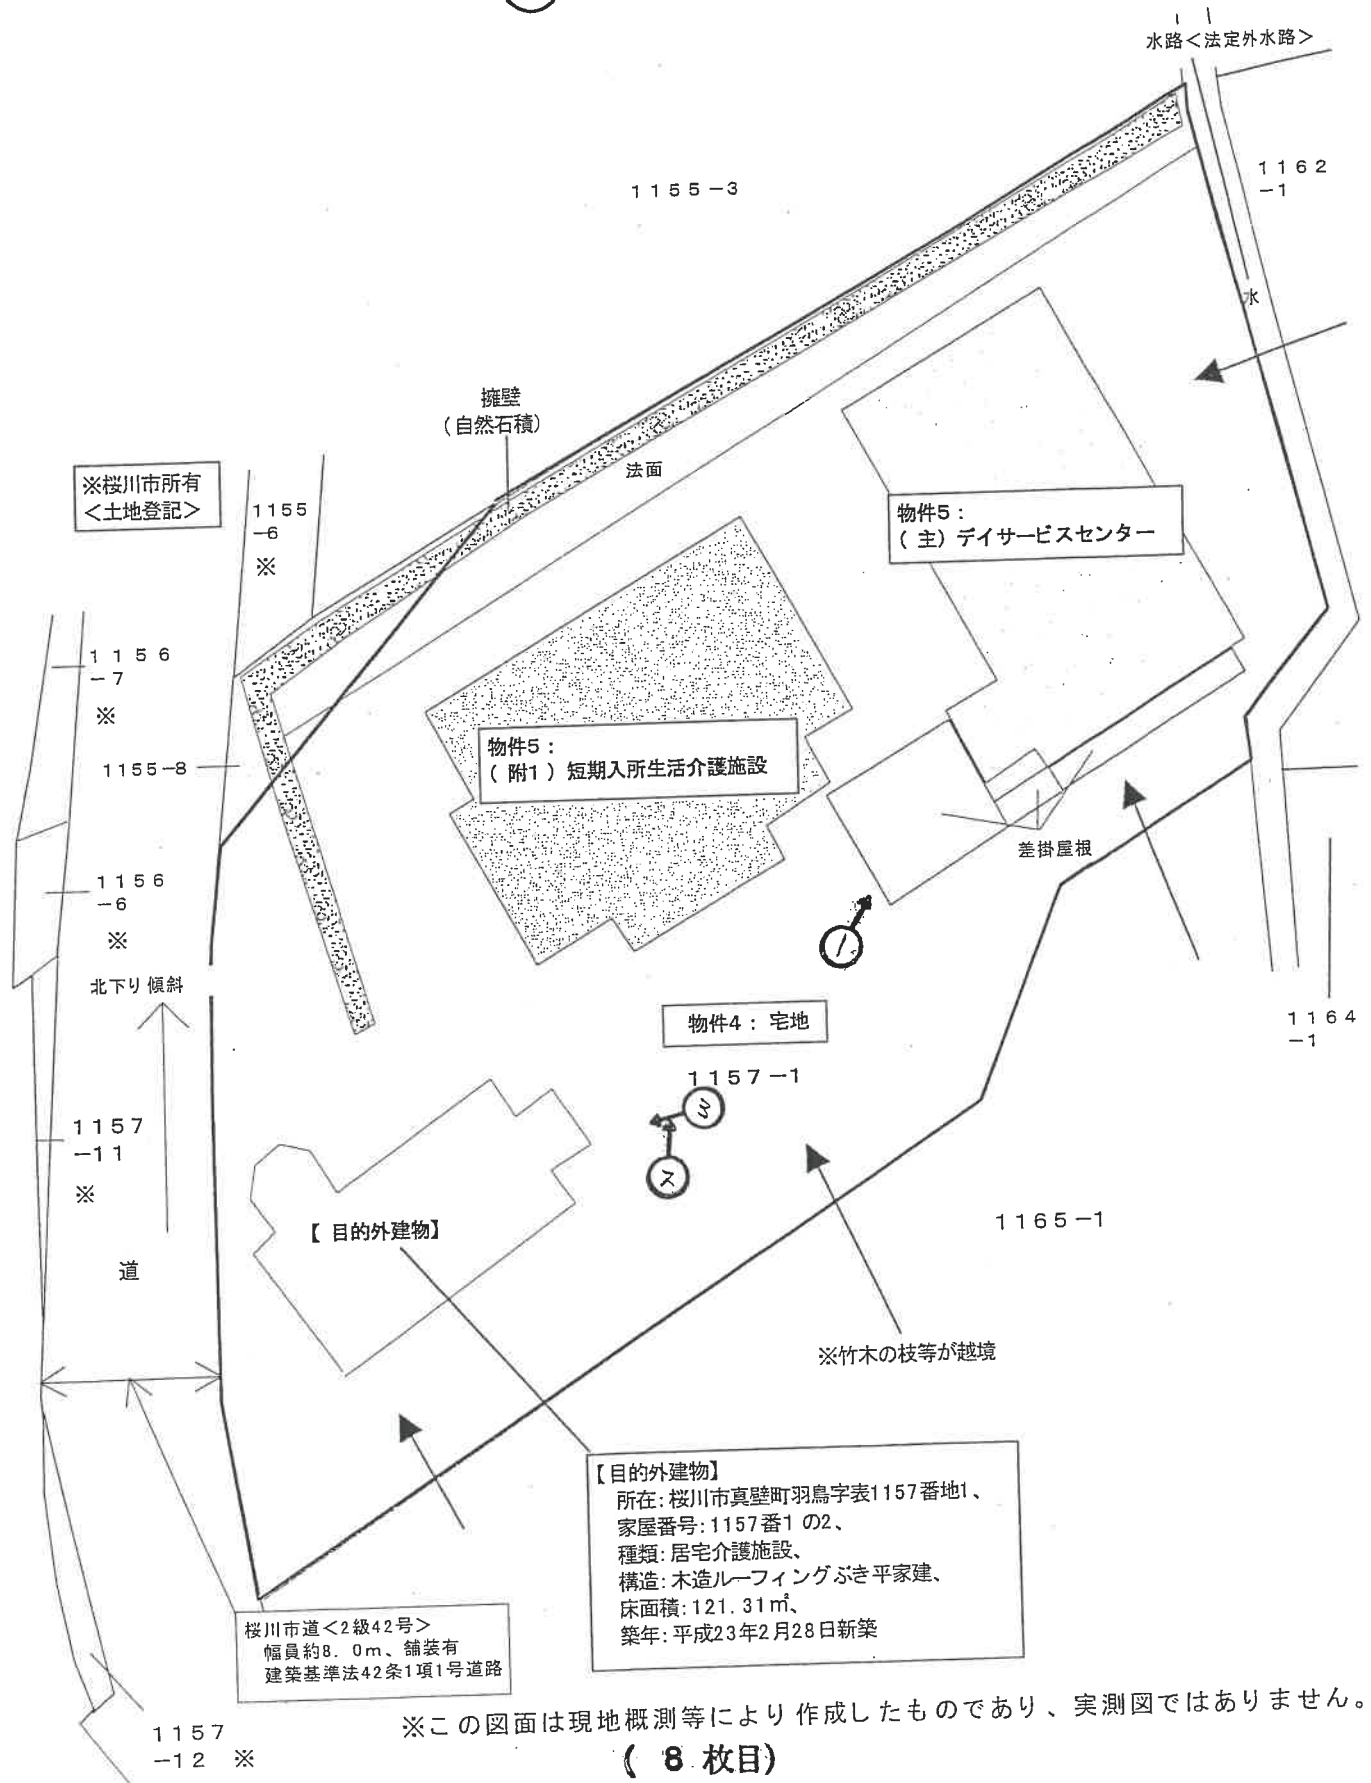 水路<法定外水路>
1155-3
1162
-1
水
擁壁
(自然石積)
法面
※桜川市所有
<土地登記>
1155
-6
※
物件5:
(主)デイサービスセンター
1156
-7
※
1155-8
物件5:
(附1)短期入所生活介護施設
差掛屋根
1156
-6
※
北下り傾斜
1
物件4:宅地
1157-1
1164
-1
3
2
1157
-11
※
【目的外建物】
1165-1
道
※竹木の枝等が越境
【目的外建物】
所在:桜川市真壁町羽鳥字表1157番地1、
家屋番号:1157番1の2、
種類:居宅介護施設、
構造:木造ルーフィングぶき平家建、
床面積:121.31㎡、
築年:平成23年2月28日新築
桜川市道<2級42号>
幅員約8.0m、舗装有
建築基準法42条1項1号道路
1157
-12 ※
※この図面は現地概測等により作成したものであり、実測図ではありません。
(8枚目)